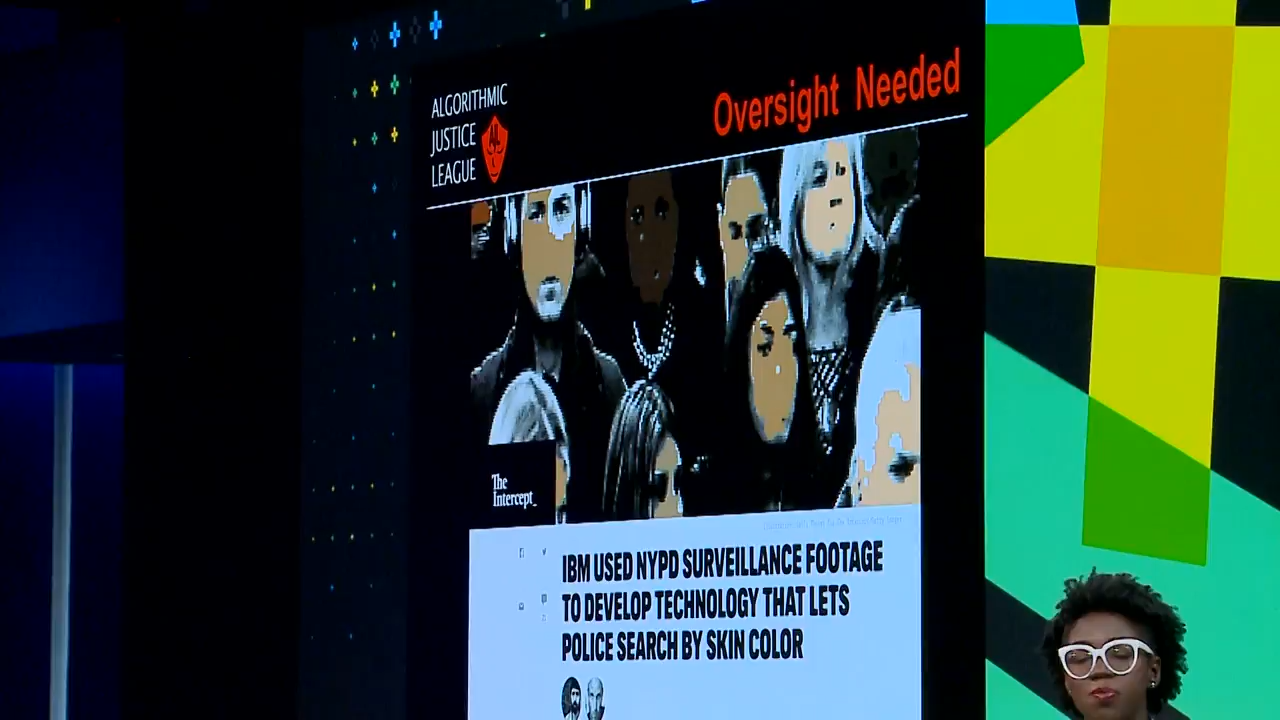 ALGORITHMIC
JUSTICE
LEAGUE
Oversight Needed
The
Intercept_
IBM USED NYPD SURVEILLANCE FOOTAGE
TO DEVELOP TECHNOLOGY THAT LETS
POLICE SEARCH BY SKIN COLOR